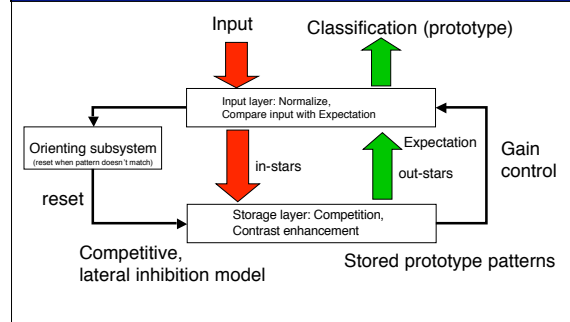 Input
Classification (prototype)
Input layer: Normalize,
Compare input with Expectation
Orienting subsystem
(reset when pattern doesn't match)
in-stars
Expectation
out-stars
Gain
control
reset
Storage layer: Competition,
Contrast enhancement
Competitive,
lateral inhibition model
Stored prototype patterns